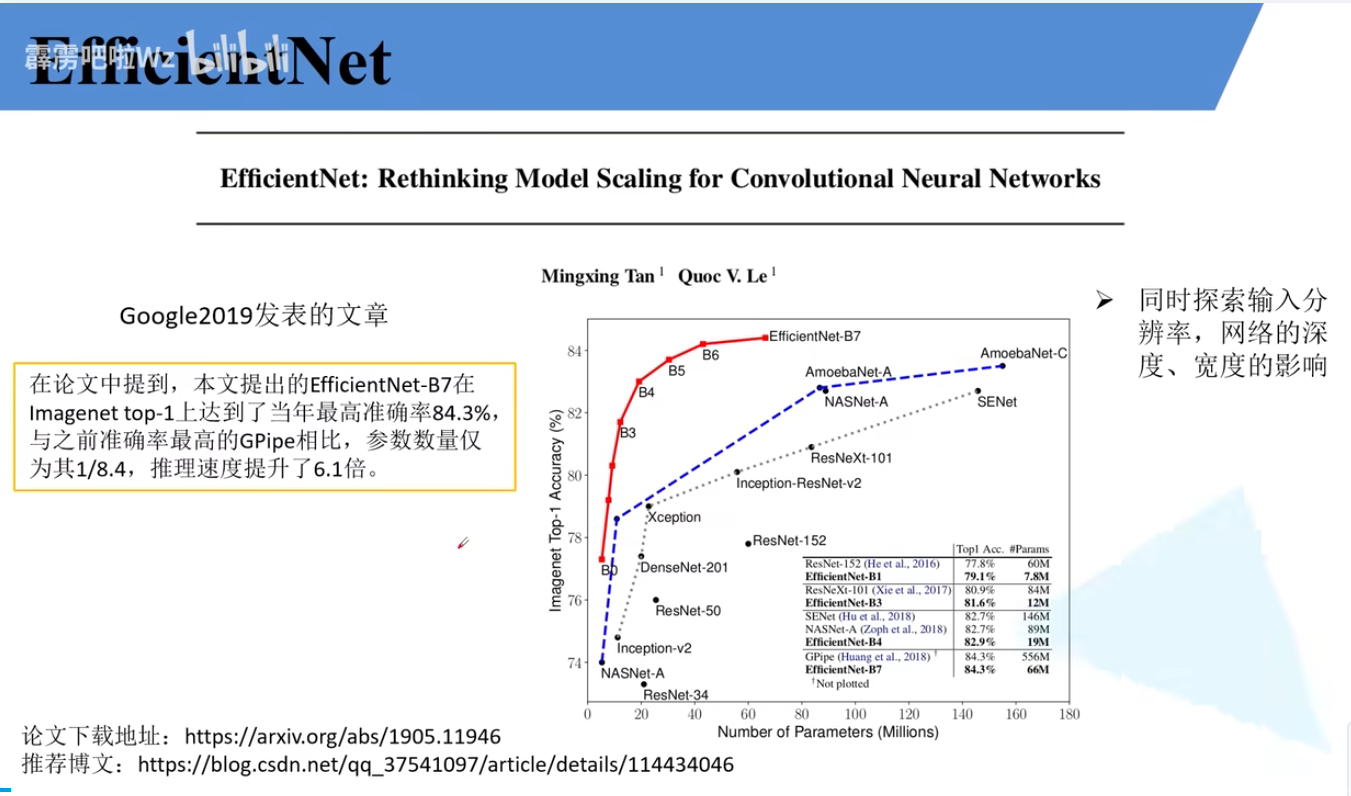 霹雳吧啦Wz bilibili
EfficientNet
EfficientNet: Rethinking Model Scaling for Convolutional Neural Networks
Mingxing Tan 1 Quoc V. Le 1
Google2019发表的文章
在论文中提到，本文提出的EfficientNet-B7在
Imagenet top-1上达到了当年最高准确率84.3%，
与之前准确率最高的GPipe相比，参数数量仅
为其1/8.4，推理速度提升了6.1倍。
➢ 同时探索输入分
辨率，网络的深
度、宽度的影响
Imagenet Top-1 Accuracy (%)
84
82
80
78
76
74
EfficientNet-B7
B6
B5
B4
B3
B0
AmoebaNet-C
AmoebaNet-A
NASNet-A
SENet
ResNeXt-101
Inception-ResNet-v2
Xception
ResNet-152
DenseNet-201
ResNet-50
Inception-v2
NASNet-A
ResNet-34
Top1 Acc. #Params
ResNet-152 (He et al., 2016) 77.8% 60M
EfficientNet-B1 79.1% 7.8M
ResNeXt-101 (Xie et al., 2017) 80.9% 84M
EfficientNet-B3 81.6% 12M
SENet (Hu et al., 2018) 82.7% 146M
NASNet-A (Zoph et al., 2018) 82.7% 89M
EfficientNet-B4 82.9% 19M
GPipe (Huang et al., 2018) † 84.3% 556M
EfficientNet-B7 84.3% 66M
†Not plotted
0 20 40 60 80 100 120 140 160 180
Number of Parameters (Millions)
论文下载地址：https://arxiv.org/abs/1905.11946
推荐博文：https://blog.csdn.net/qq_37541097/article/details/114434046